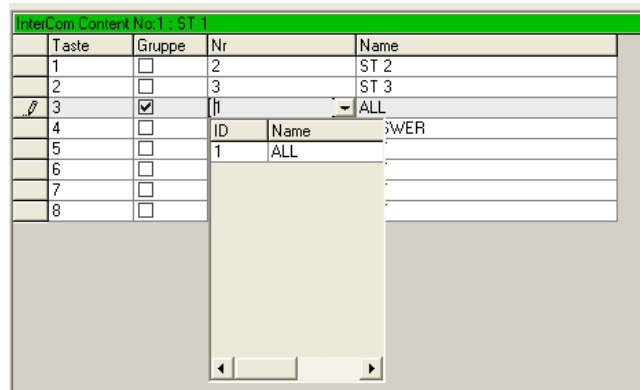 InterCom Content No:1 : ST 1
Taste Gruppe Nr Name
1 2 ST 2
2 3 ST 3
3 1 ALL
4 SWER
5
6
7
8
ID Name
1 ALL